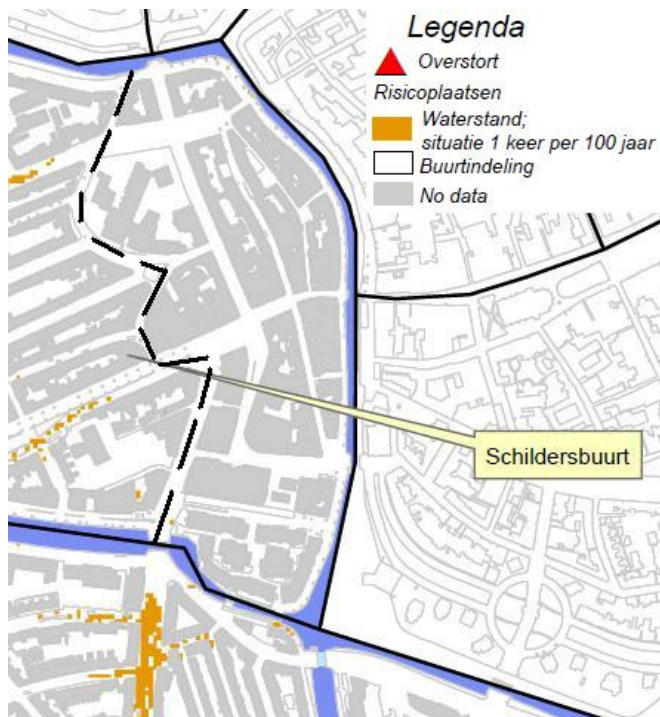 Legenda
Overstort
Risicoplaatsen
Waterstand;
situatie 1 keer per 100 jaar
Buurtindeling
No data
Schildersbuurt